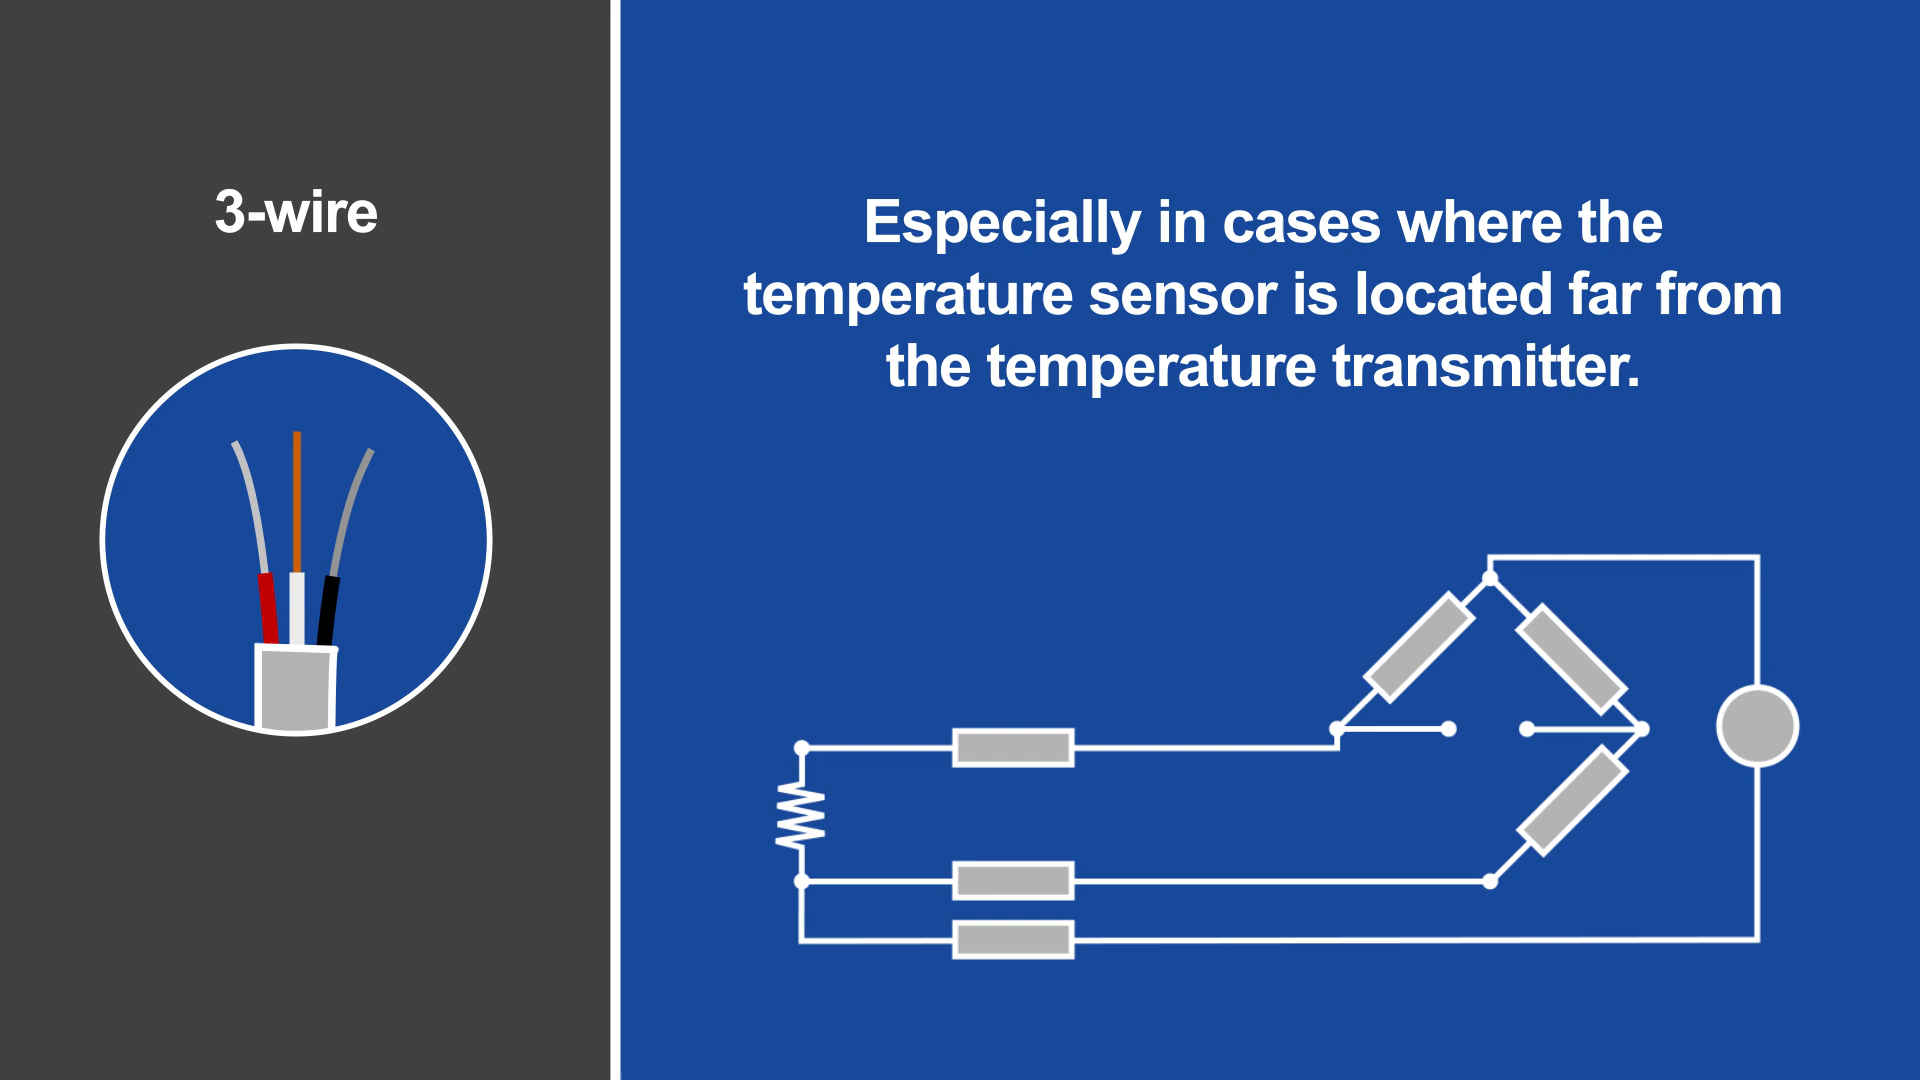 3-wire
Especially in cases where the
temperature sensor is located far from
the temperature transmitter.